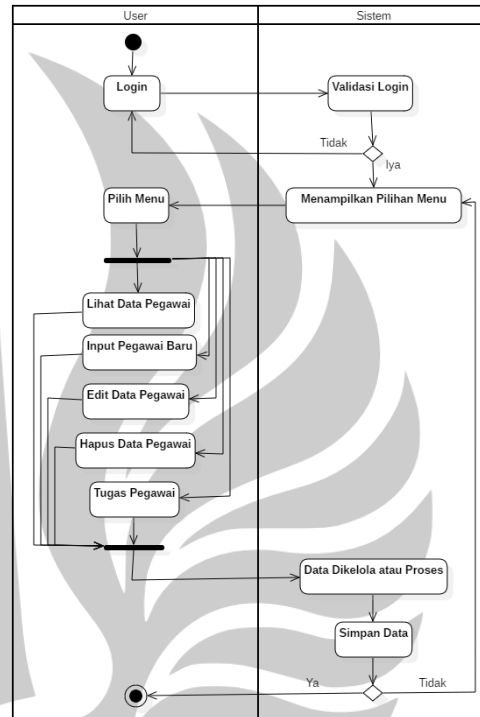 User
Sistem
Login
Validasi Login
Tidak
Iya
Pilih Menu
Menampilkan Pilihan Menu
Lihat Data Pegawai
Input Pegawai Baru
Edit Data Pegawai
Hapus Data Pegawai
Tugas Pegawai
Data Dikelola atau Proses
Simpan Data
Ya
Tidak